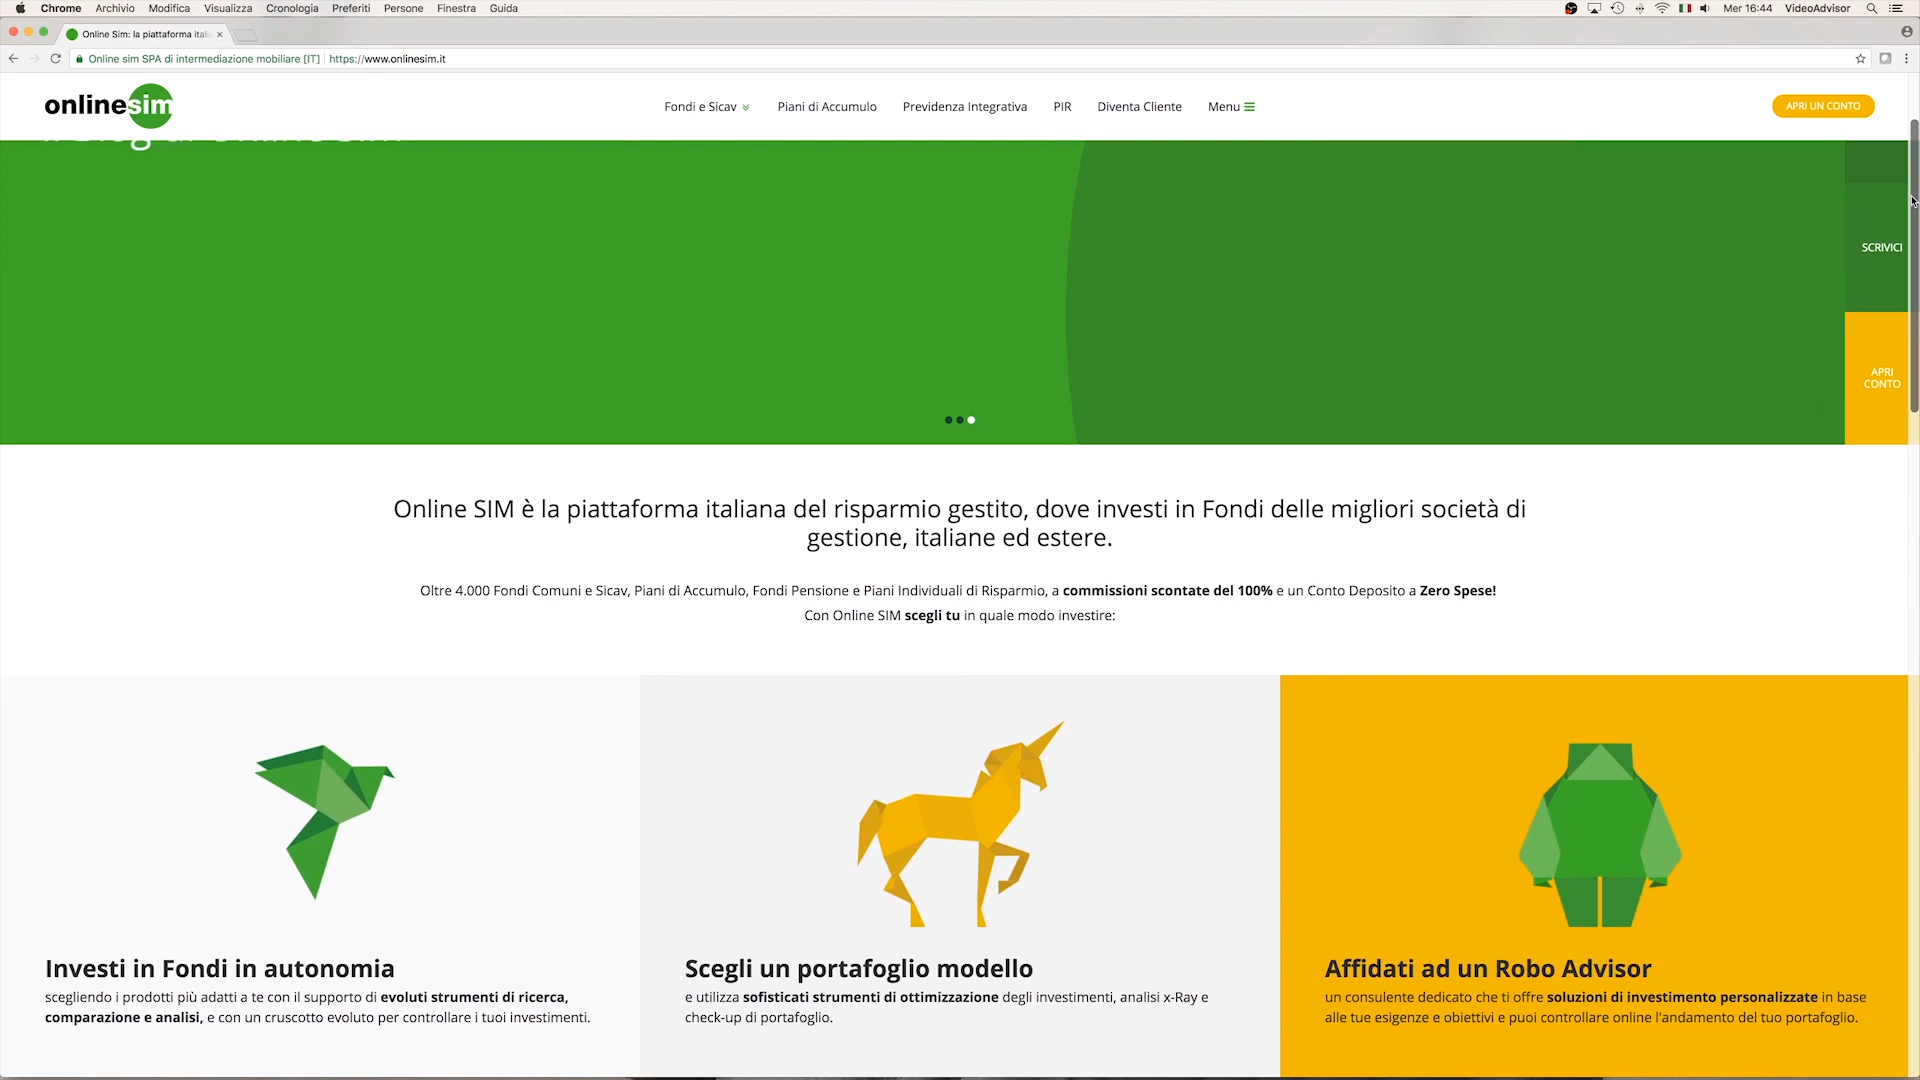 Chrome Archivio Modifica Visualizza Cronologia Preferiti Persone Finestra Guida Mer 16:44 VideoAdvisor
Online Sim: la piattaforma itali
Online sim SPA di intermediazione mobiliare [IT] https://www.onlinesim.it
onlinesim
Fondi e Sicav Piani di Accumulo Previdenza Integrativa PIR Diventa Cliente Menu
APRI UN CONTO
SCRIVICI
APRI
CONTO
Online SIM è la piattaforma italiana del risparmio gestito, dove investi in Fondi delle migliori società di
gestione, italiane ed estere.
Oltre 4.000 Fondi Comuni e Sicav, Piani di Accumulo, Fondi Pensione e Piani Individuali di Risparmio, a commissioni scontate del 100% e un Conto Deposito a Zero Spese!
Con Online SIM scegli tu in quale modo investire:
Investi in Fondi in autonomia
scegliendo i prodotti più adatti a te con il supporto di evoluti strumenti di ricerca,
comparazione e analisi, e con un cruscotto evoluto per controllare i tuoi investimenti.
Scegli un portafoglio modello
e utilizza sofisticati strumenti di ottimizzazione degli investimenti, analisi x-Ray e
check-up di portafoglio.
Affidati ad un Robo Advisor
un consulente dedicato che ti offre soluzioni di investimento personalizzate in base
alle tue esigenze e obiettivi e puoi controllare online l'andamento del tuo portafoglio.